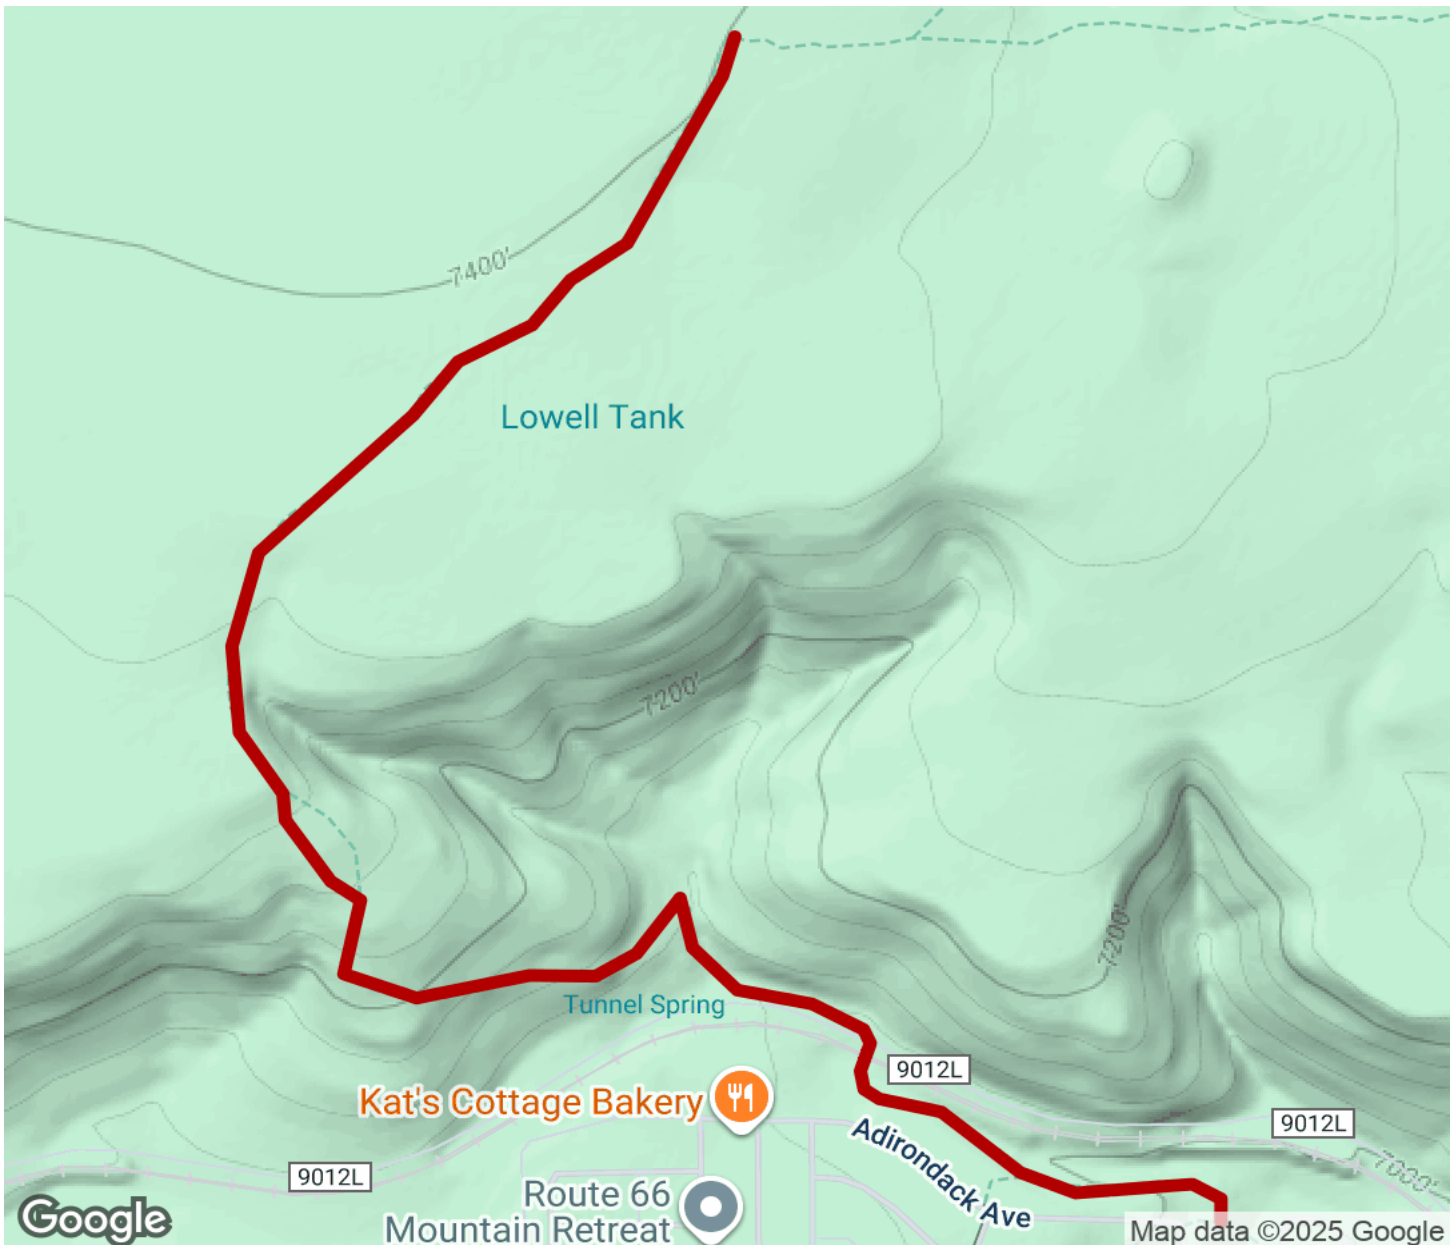 7400'
Lowell Tank
7200'
7200'
Tunnel Spring
9012L
Kat's Cottage Bakery
9012L
Adirondack Ave
9012L
7000'
Route 66
Mountain Retreat
Google
Map data ©2025 Google